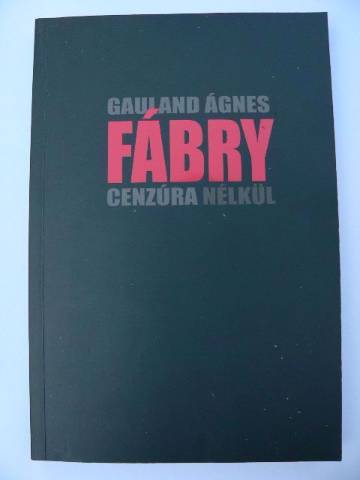 GAULAND ÁGNES
FÁBRY
CENZÚRA NÉLKÜL